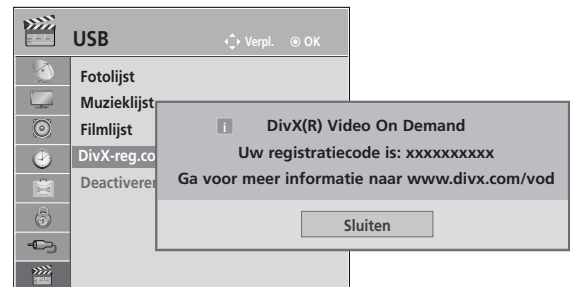 USB
Verpl. OK
Fotolijst
Muzieklijst
Filmlijst
DivX-reg.co
Deactiveren
i DivX(R) Video On Demand
Uw registratiecode is: xxxxxxxxxx
Ga voor meer informatie naar www.divx.com/vod
Sluiten